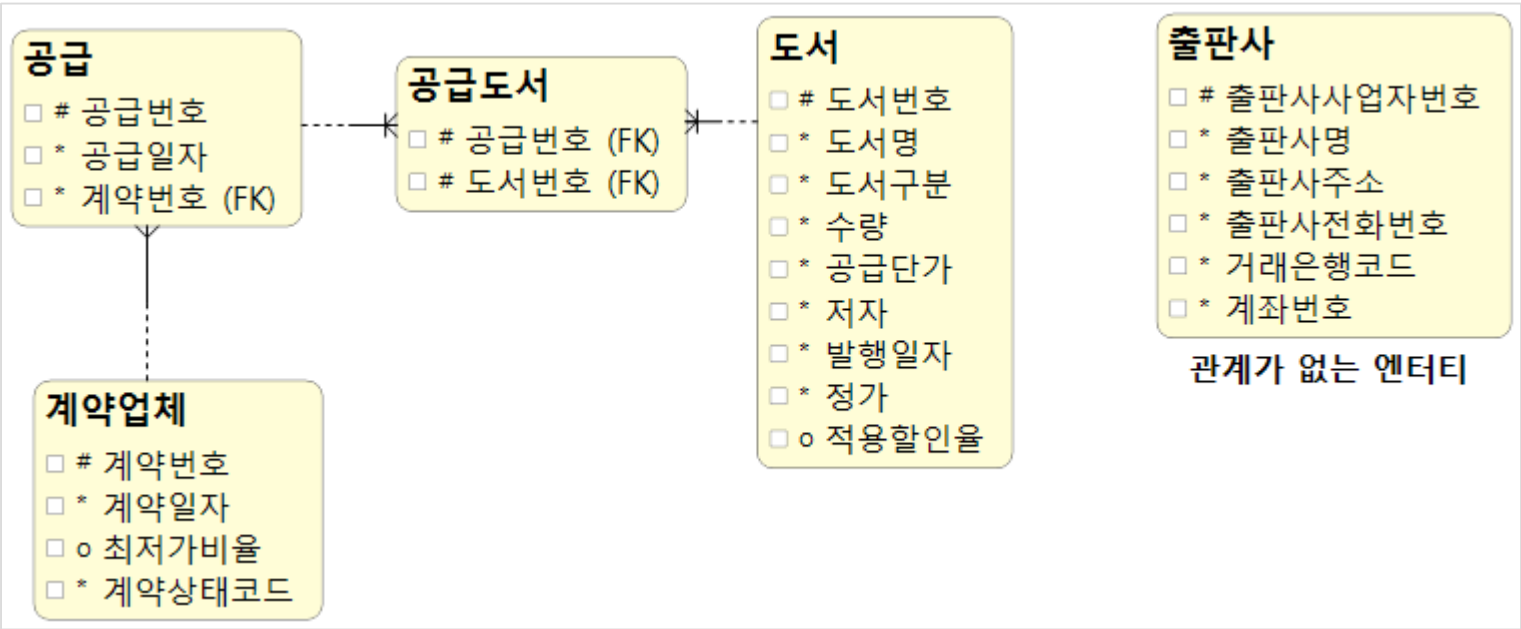 공급
# 공급번호
* 공급일자
* 계약번호 (FK)
공급도서
# 공급번호 (FK)
# 도서번호 (FK)
도서
# 도서번호
* 도서명
* 도서구분
* 수량
* 공급단가
* 저자
* 발행일자
* 정가
o 적용할인율
출판사
# 출판사사업자번호
* 출판사명
* 출판사주소
* 출판사전화번호
* 거래은행코드
* 계좌번호
관계가 없는 엔터티
계약업체
# 계약번호
* 계약일자
o 최저가비율
* 계약상태코드